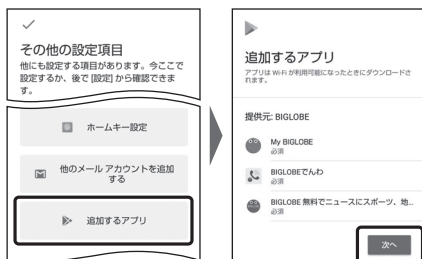 その他の設定項目
他にも設定する項目があります。今ここで
設定するか、後で [設定] から確認できま
す。
ホームキー設定
他のメール アカウントを追加
する
追加するアプリ
追加するアプリ
アプリは Wi-Fi が利用可能になったときにダウンロードさ
れます。
提供元: BIGLOBE
My BIGLOBE
必須
BIGLOBEでんわ
必須
BIGLOBE 無料でニュースにスポーツ、地...
必須
次へ